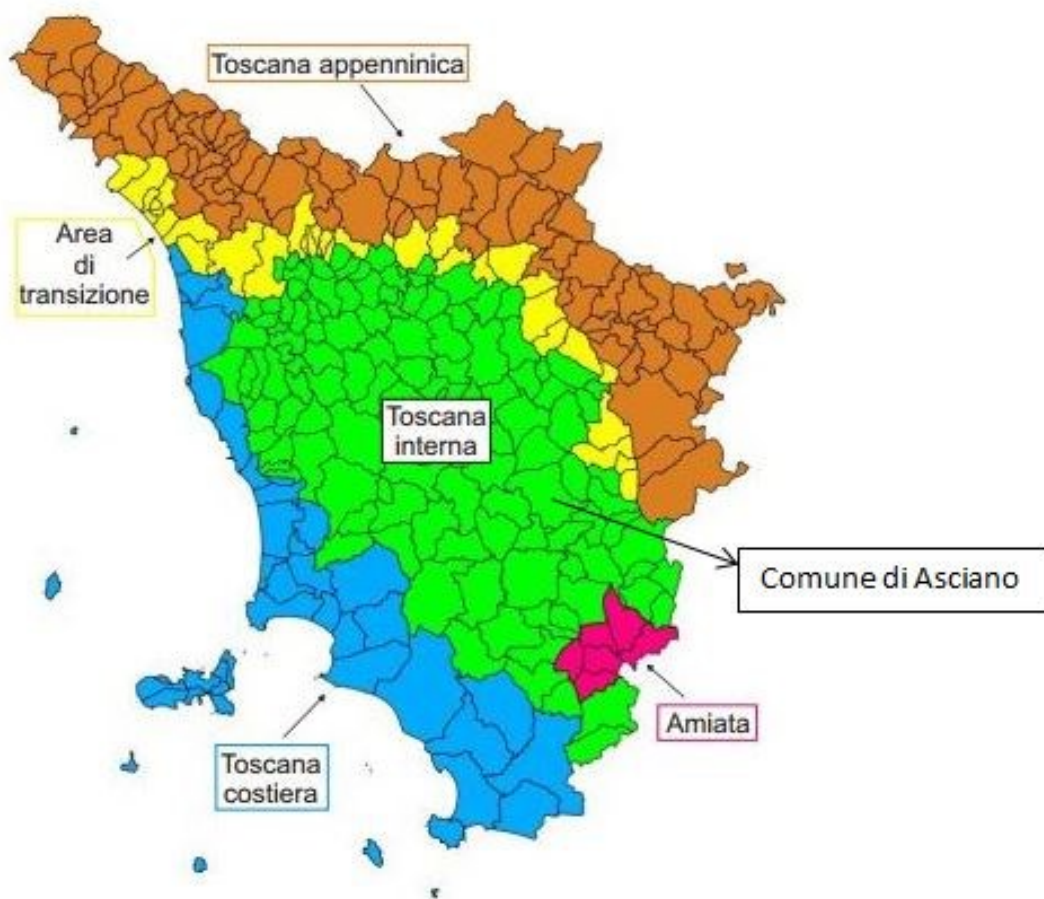 Toscana appenninica
Area
di
transizione
Toscana
interna
Comune di Asciano
Amiata
Toscana
costiera